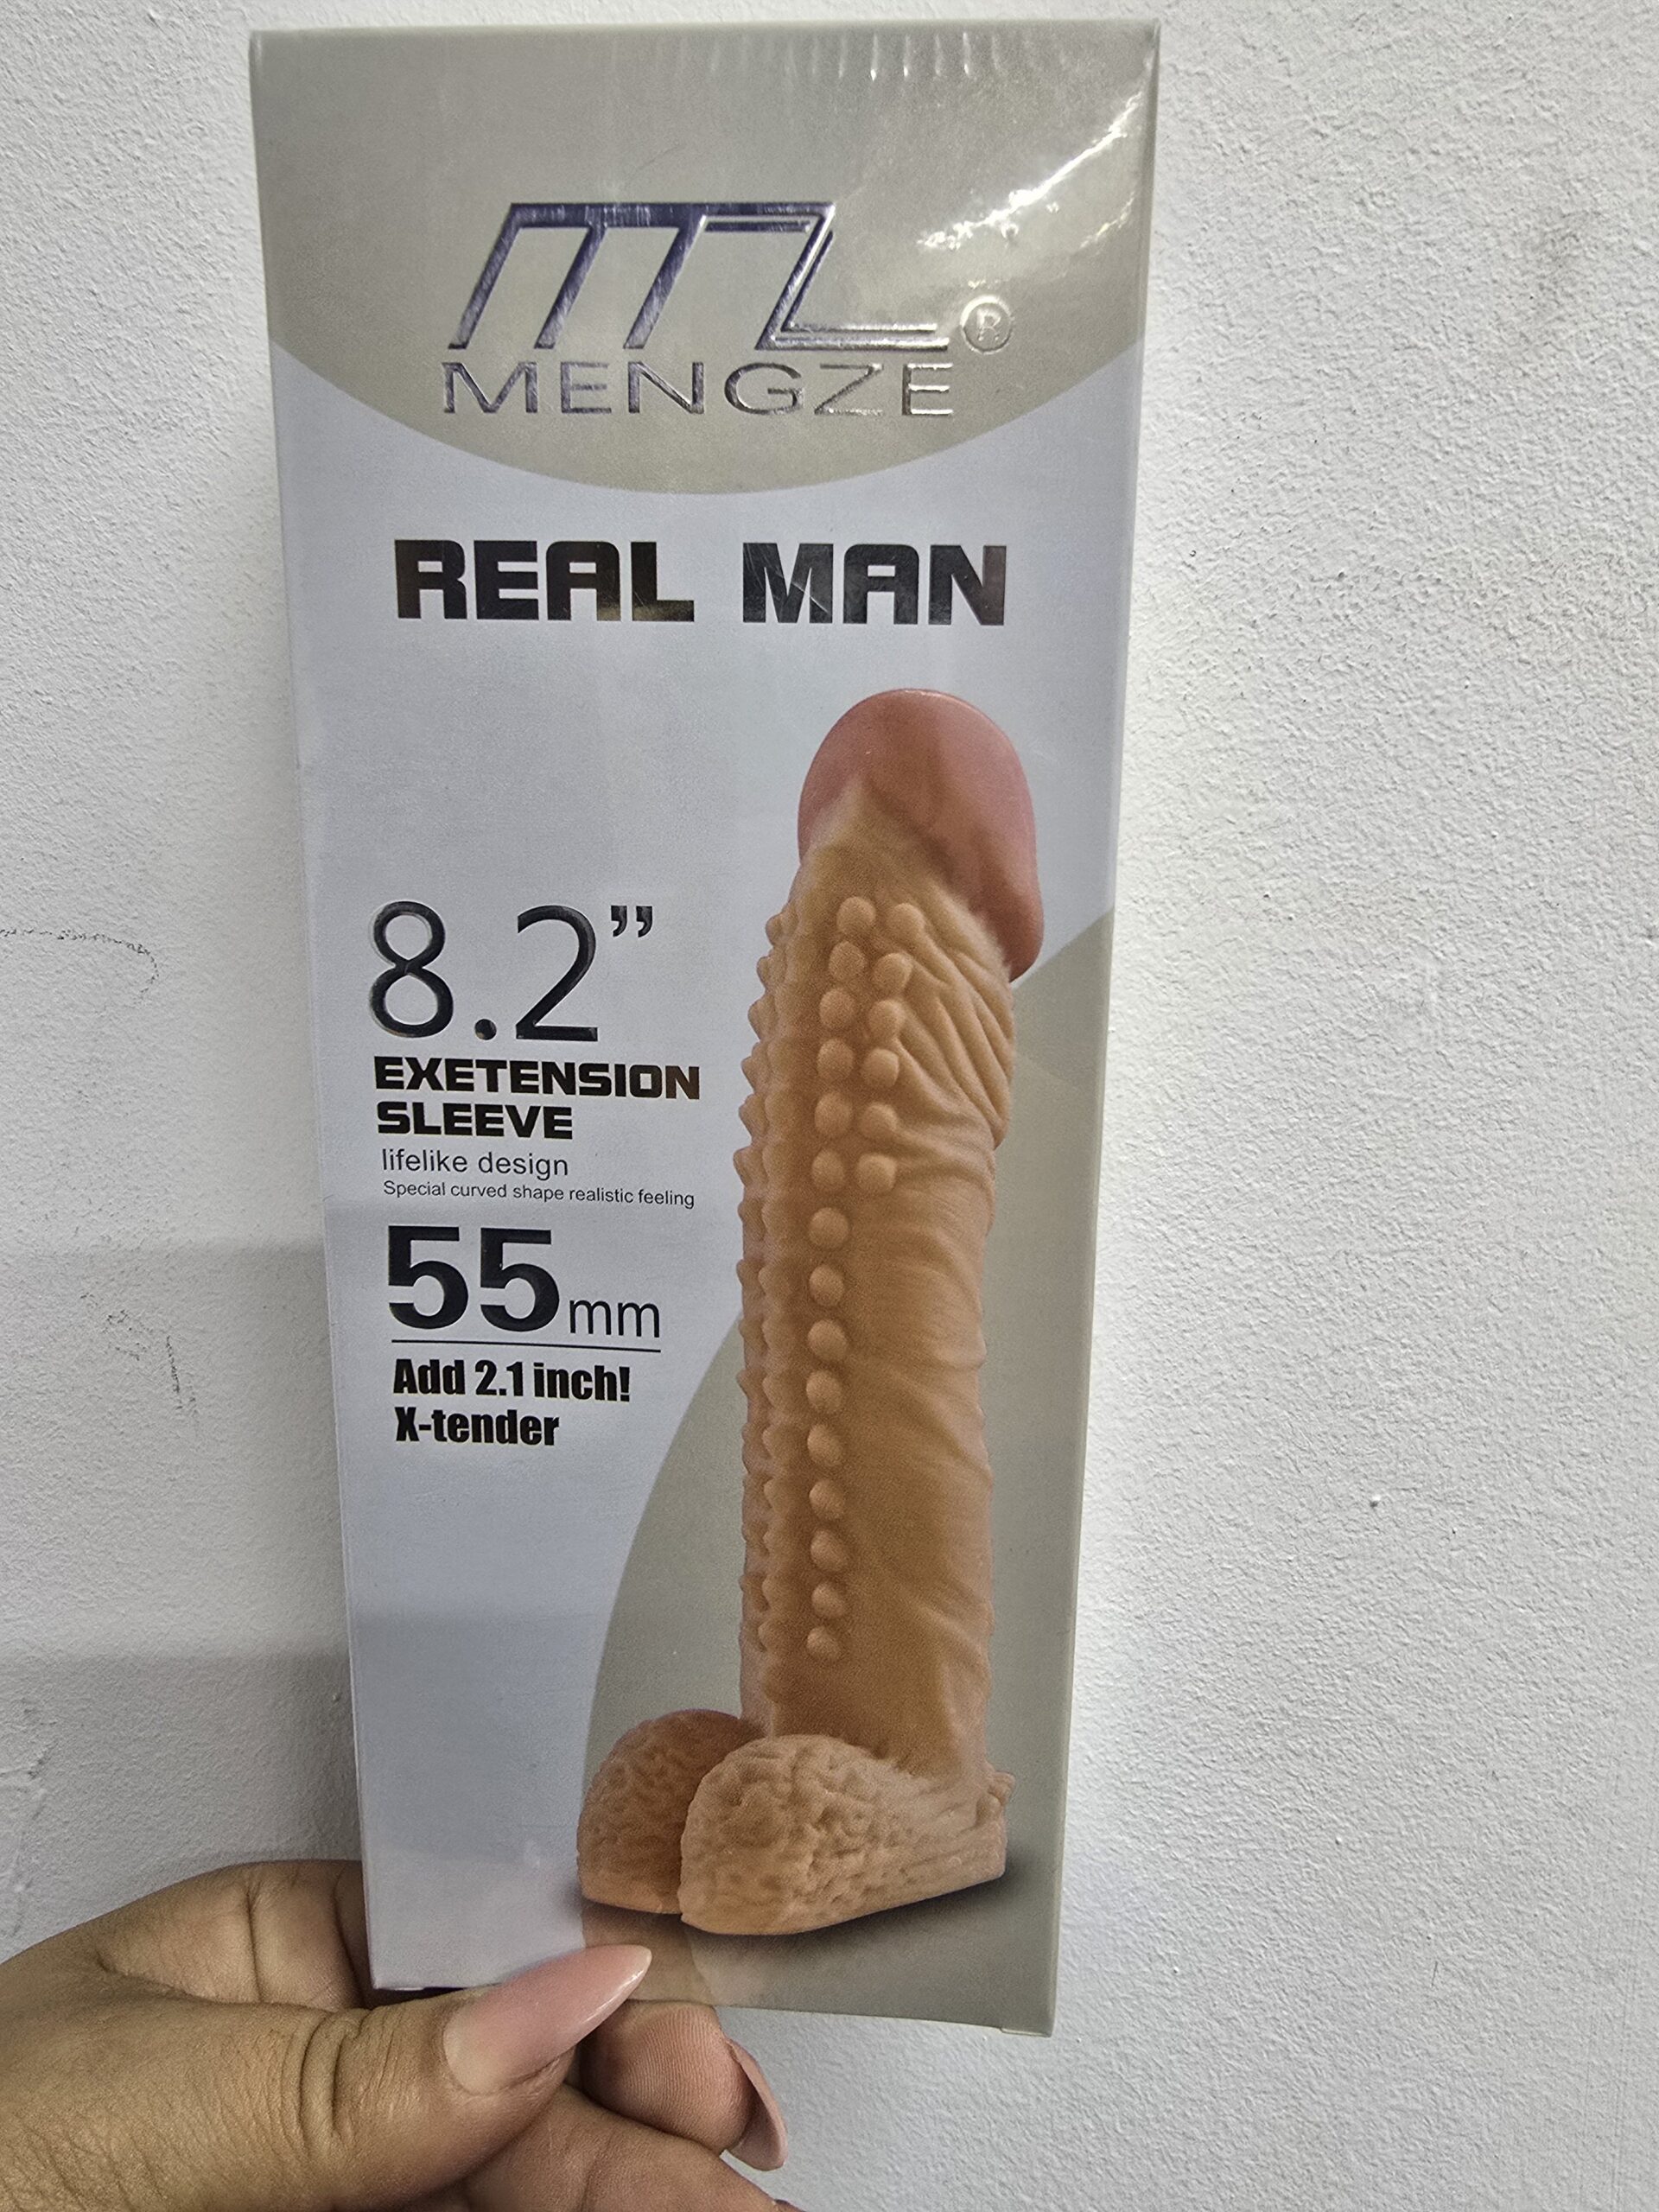 mz®
MENGZE
REAL MAN
8.2”
EXETENSION
SLEEVE
lifelike design
Special curved shape realistic feeling
55mm
Add 2.1 inch!
X-tender